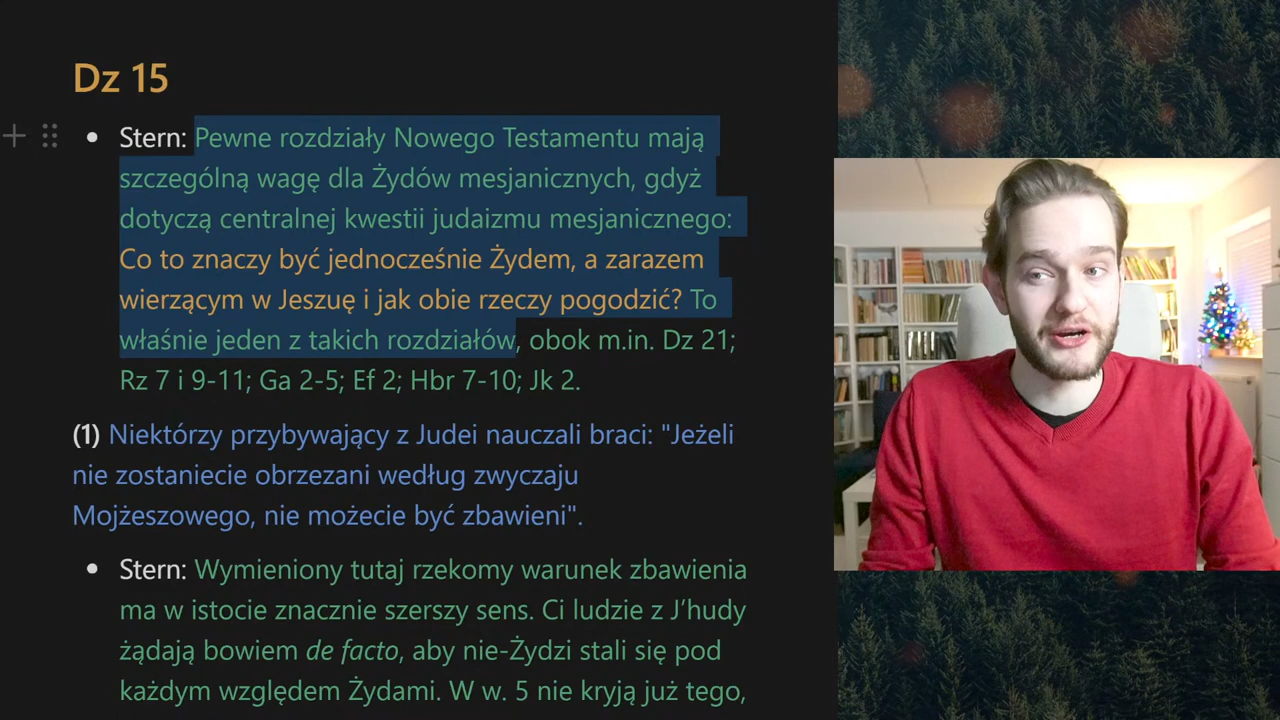 Dz 15
Stern: Pewne rozdziały Nowego Testamentu mają
szczególną wagę dla Żydów mesjanicznych, gdyż
dotyczą centralnej kwestii judaizmu mesjanicznego:
Co to znaczy być jednocześnie Żydem, a zarazem
wierzącym w Jeszuę i jak obie rzeczy pogodzić? To
właśnie jeden z takich rozdziałów, obok m.in. Dz 21;
Rz 7 i 9-11; Ga 2-5; Ef 2; Hbr 7-10; Jk 2.
(1) Niektórzy przybywający z Judei nauczali braci: "Jeżeli
nie zostaniecie obrzezani według zwyczaju
Mojżeszowego, nie możecie być zbawieni".
Stern: Wymieniony tutaj rzekomy warunek zbawienia
ma w istocie znacznie szerszy sens. Ci ludzie z J'hudy
żądają bowiem de facto, aby nie-Żydzi stali się pod
każdym względem Żydami. W w. 5 nie kryją już tego,